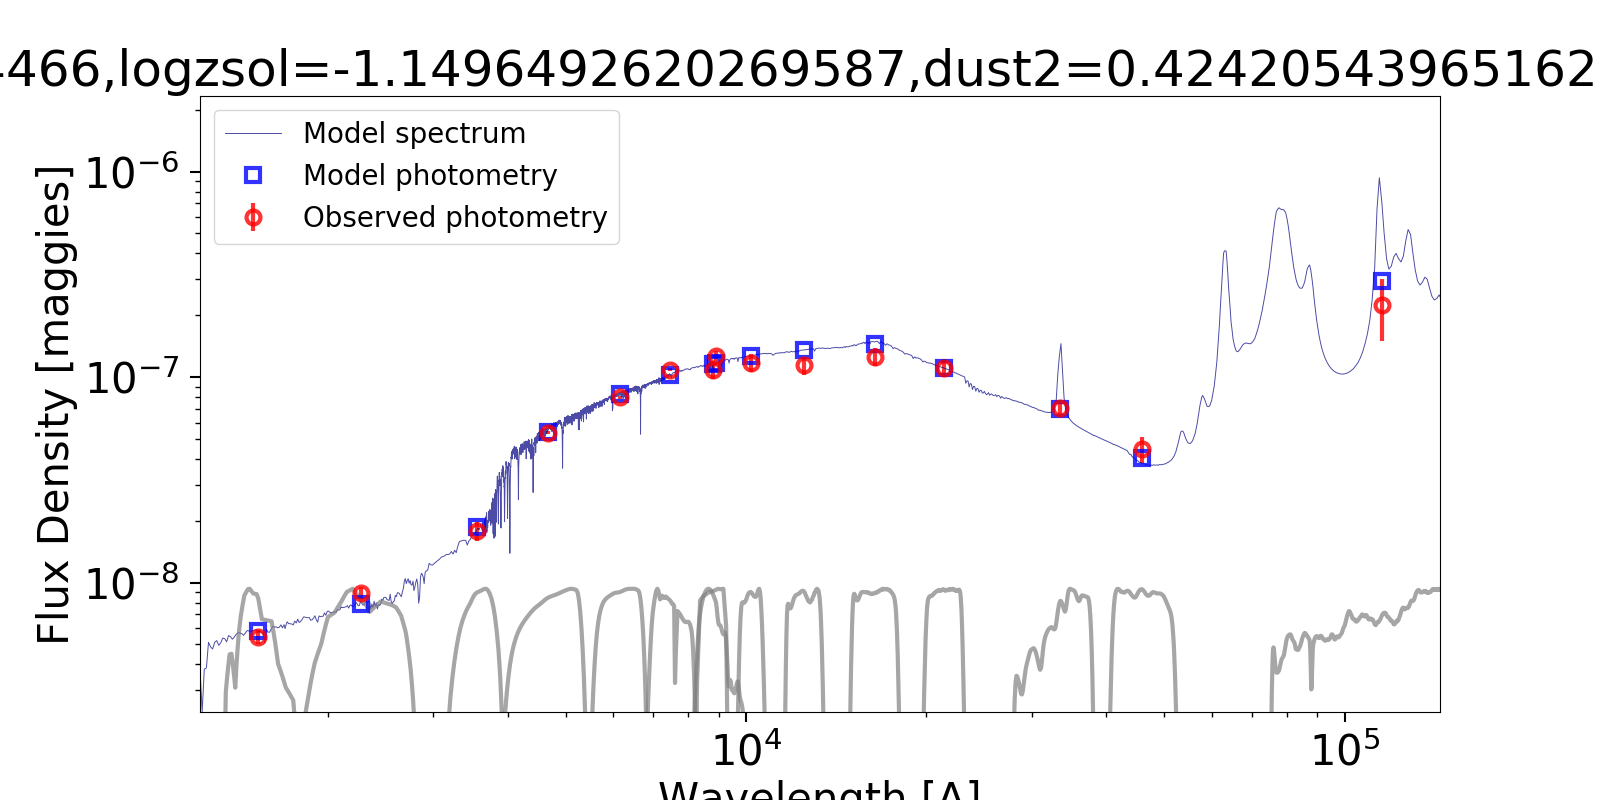 -466,logzsol=-1.1496492620269587,dust2=0.42420543965162
Model spectrum
Model photometry
Observed photometry
Flux Density [maggies]
10⁻⁶
10⁻⁷
10⁻⁸
10⁴
10⁵
Wavelength [A]